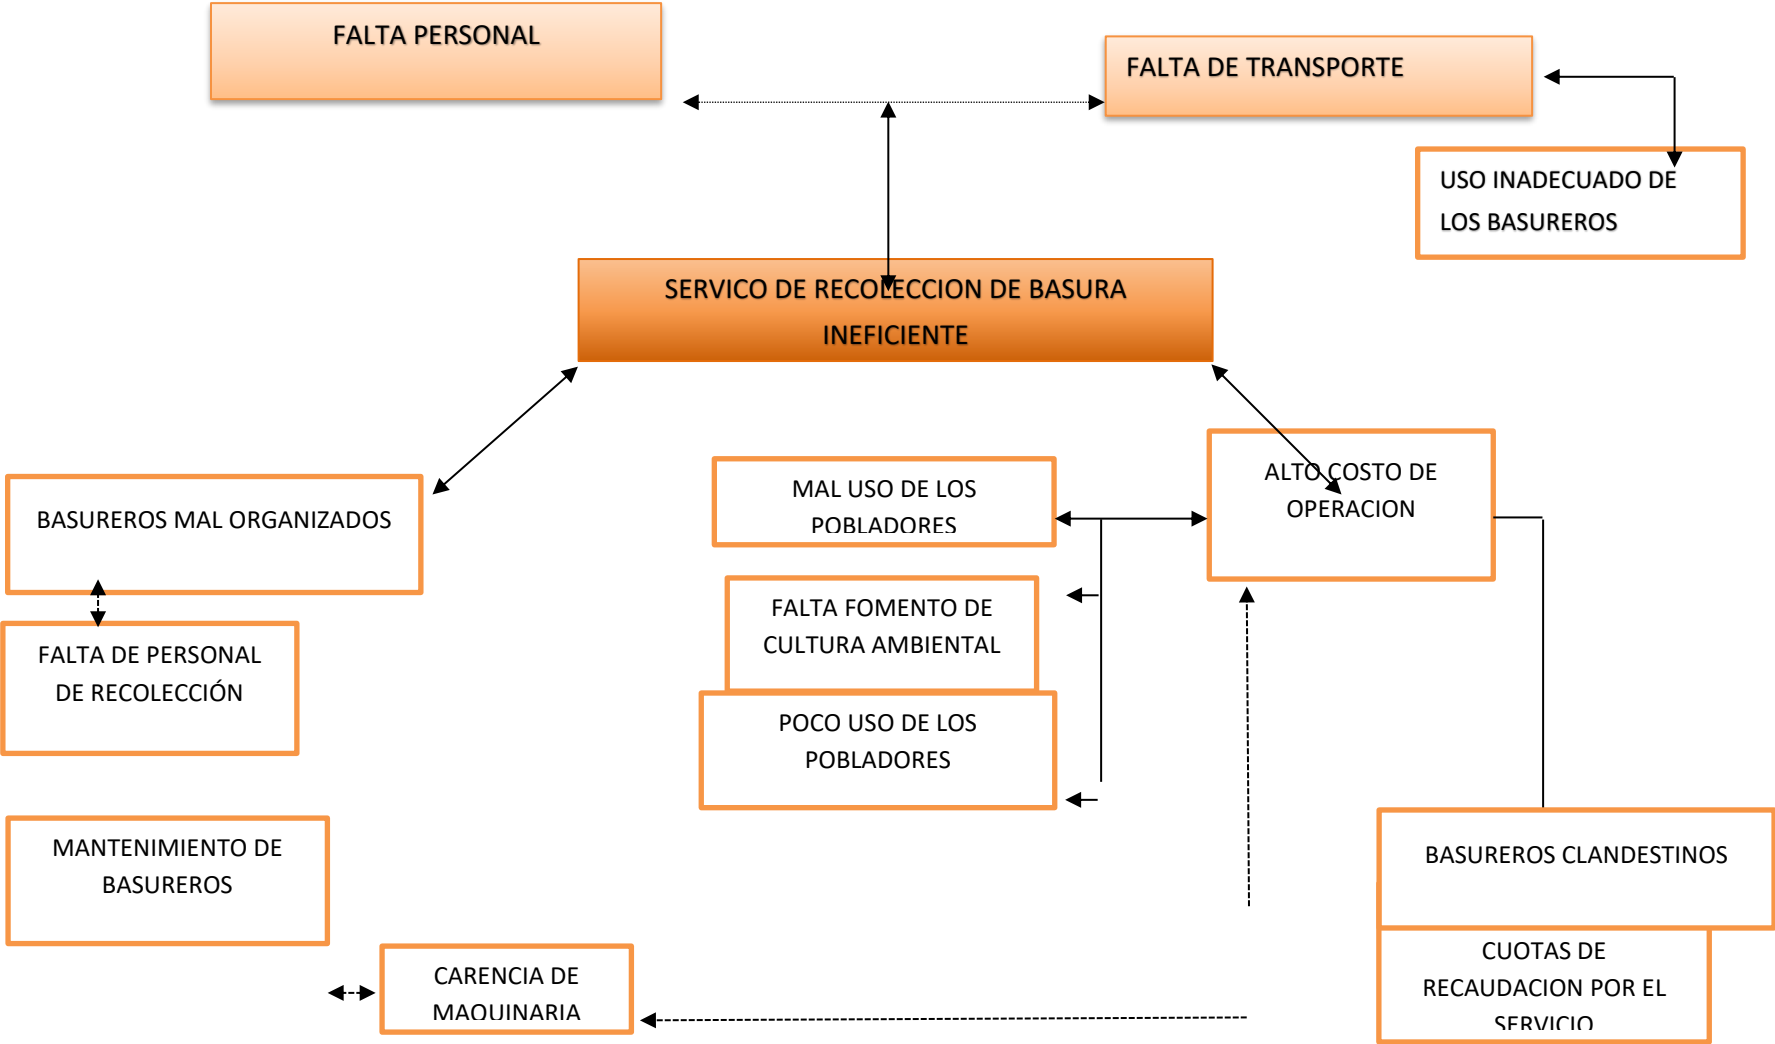 FALTA PERSONAL
FALTA DE TRANSPORTE
USO INADECUADO DE
LOS BASUREROS
SERVICO DE RECOLECCION DE BASURA
INEFICIENTE
BASUREROS MAL ORGANIZADOS
FALTA DE PERSONAL
DE RECOLECCIÓN
MANTENIMIENTO DE
BASUREROS
CARENCIA DE
MAQUINARIA
MAL USO DE LOS
POBLADORES
FALTA FOMENTO DE
CULTURA AMBIENTAL
POCO USO DE LOS
POBLADORES
ALTO COSTO DE
OPERACION
BASUREROS CLANDESTINOS
CUOTAS DE
RECAUDACION POR EL
SERVICIO